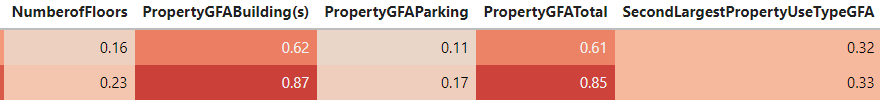 NumberofFloors PropertyGFABuilding(s) PropertyGFAParking PropertyGFATotal SecondLargestPropertyUseTypeGFA
0.16 0.62 0.11 0.61 0.32
0.23 0.87 0.17 0.85 0.33